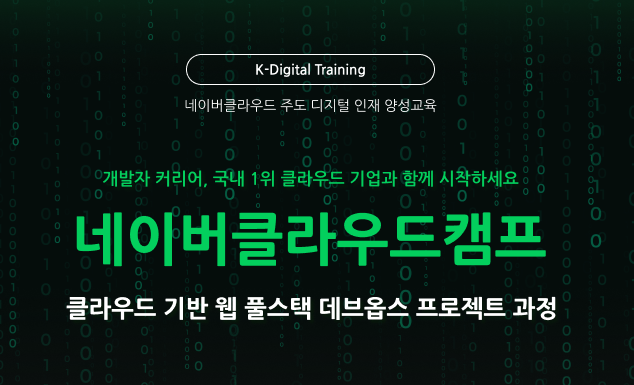 K-Digital Training
네이버클라우드 주도 디지털 인재 양성교육
개발자 커리어, 국내 1위 클라우드 기업과 함께 시작하세요
네이버클라우드캠프
클라우드 기반 웹 풀스택 데브옵스 프로젝트 과정